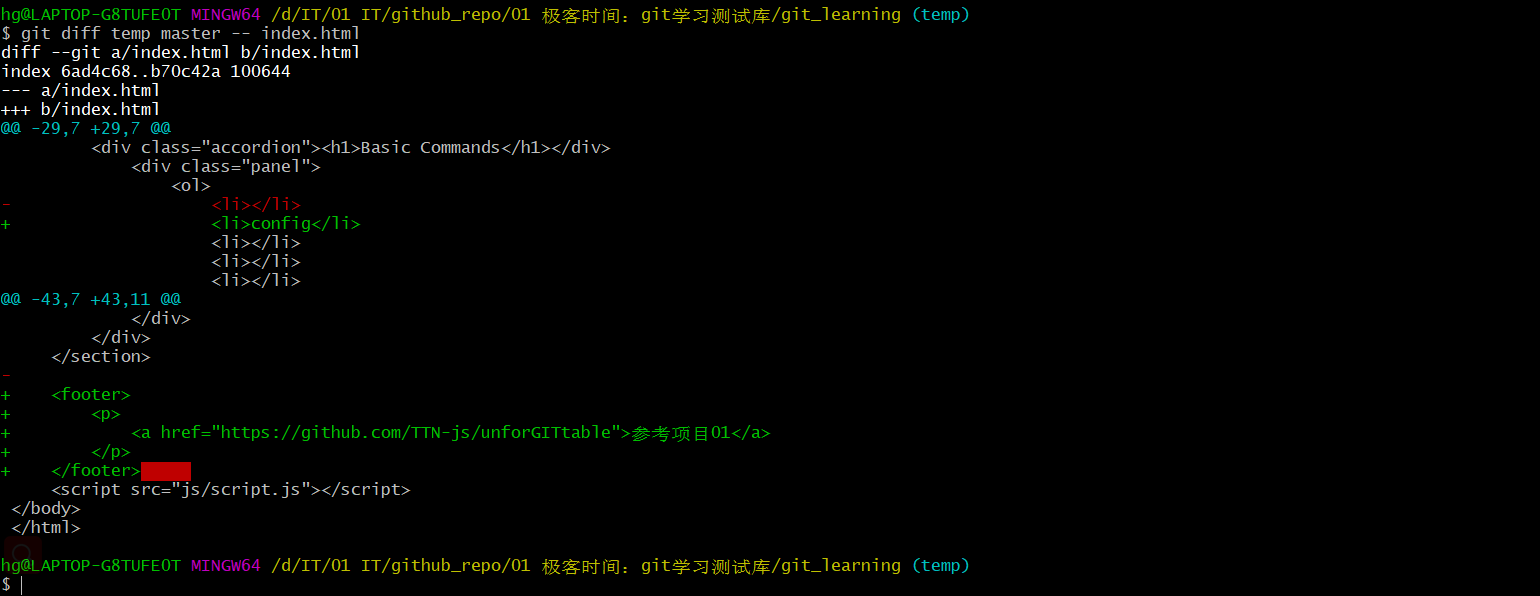 hg@LAPTOP-G8TUFE0T MINGW64 /d/IT/01 IT/github_repo/01 极客时间：git学习测试库/git_learning (temp)
$ git diff temp master -- index.html
diff --git a/index.html b/index.html
index 6ad4c68..b70c42a 100644
--- a/index.html
+++ b/index.html
@@ -29,7 +29,7 @@
         <div class="accordion"><h1>Basic Commands</h1></div>
             <div class="panel">
                 <ol>
-                    <li></li>
+                    <li>config</li>
                     <li></li>
                     <li></li>
                     <li></li>
@@ -43,7 +43,11 @@
             </div>
         </div>
     </section>
-
+    <footer>
+        <p>
+            <a href="https://github.com/TTN-js/unforGITtable">参考项目01</a>
+        </p>
+    </footer>
     <script src="js/script.js"></script>
 </body>
 </html>
hg@LAPTOP-G8TUFE0T MINGW64 /d/IT/01 IT/github_repo/01 极客时间：git学习测试库/git_learning (temp)
$